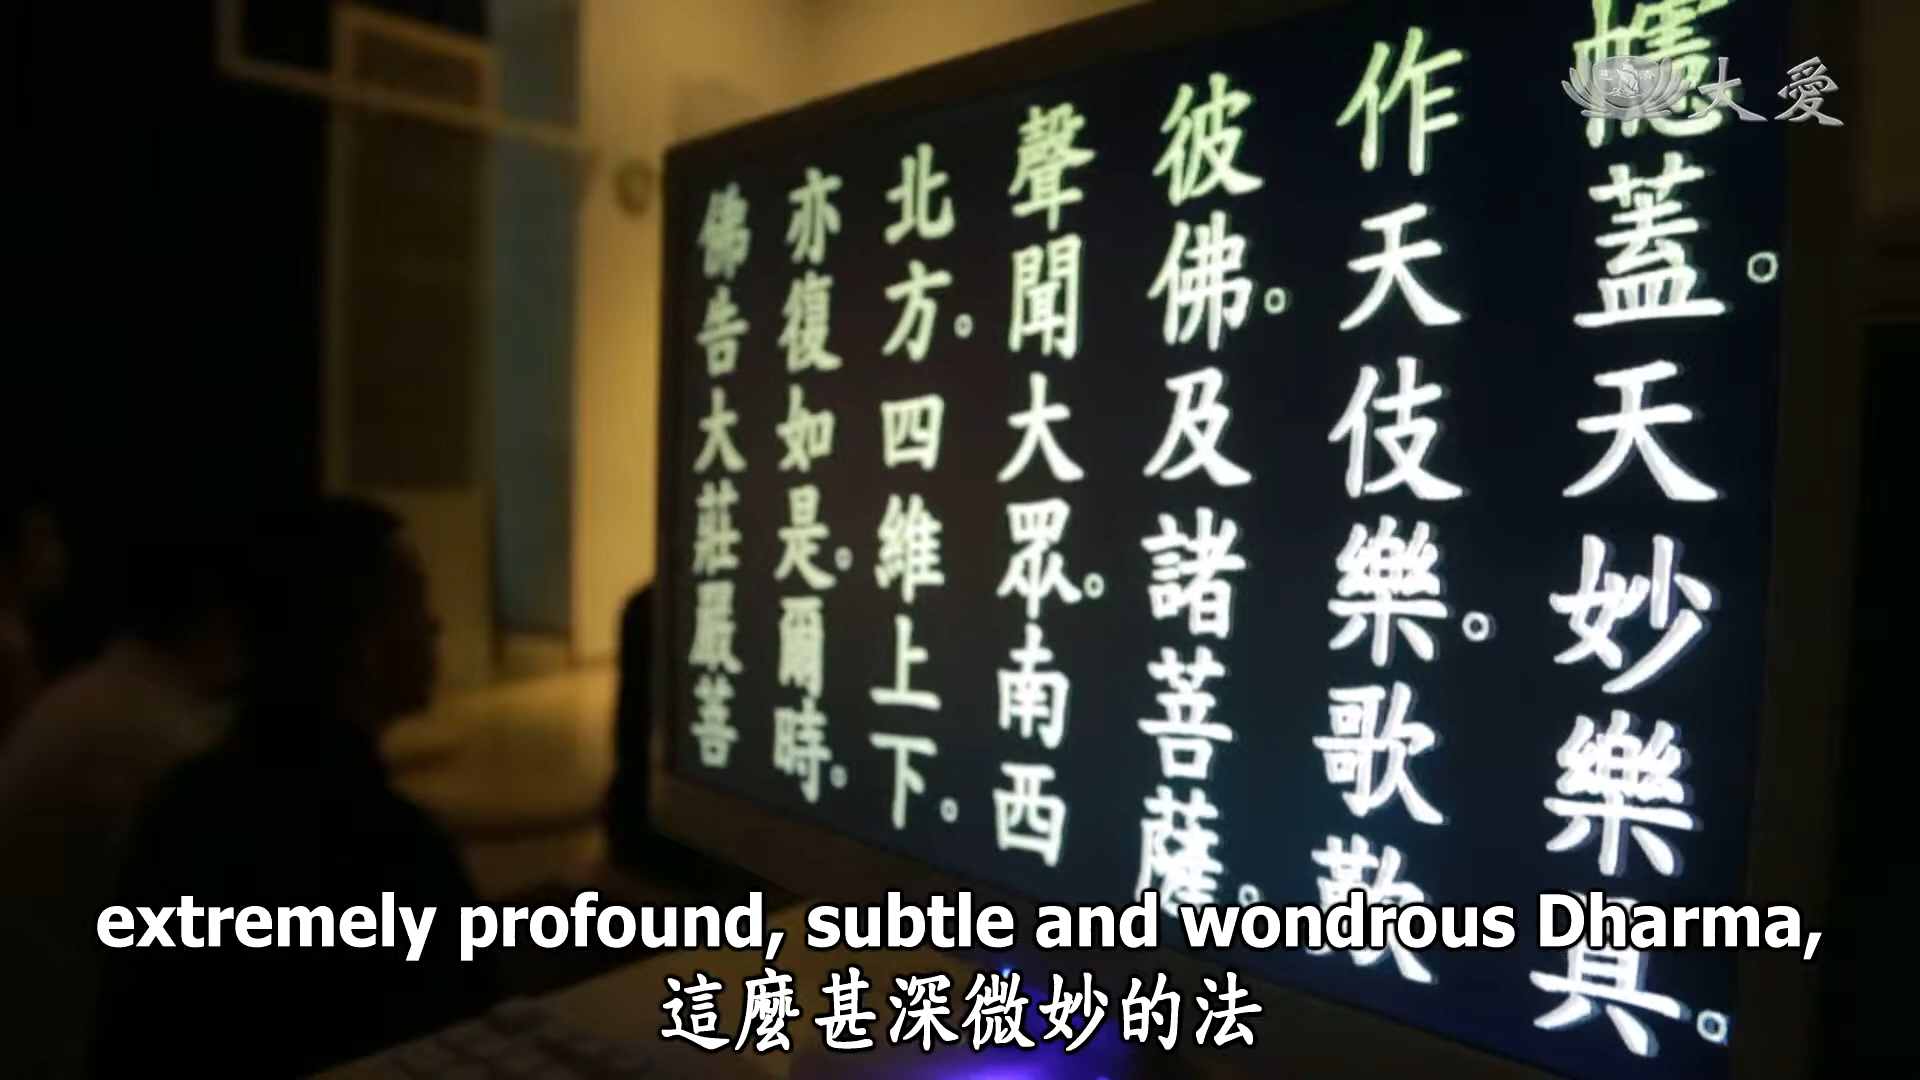 大愛
幰蓋。天妙樂具。
作天伎樂。歌歎
彼佛。及諸菩薩。
聲聞大眾。南西
北方。四維上下。
亦復如是。爾時。
佛告大莊嚴菩
extremely profound, subtle and wondrous Dharma,
這麼甚深微妙的法